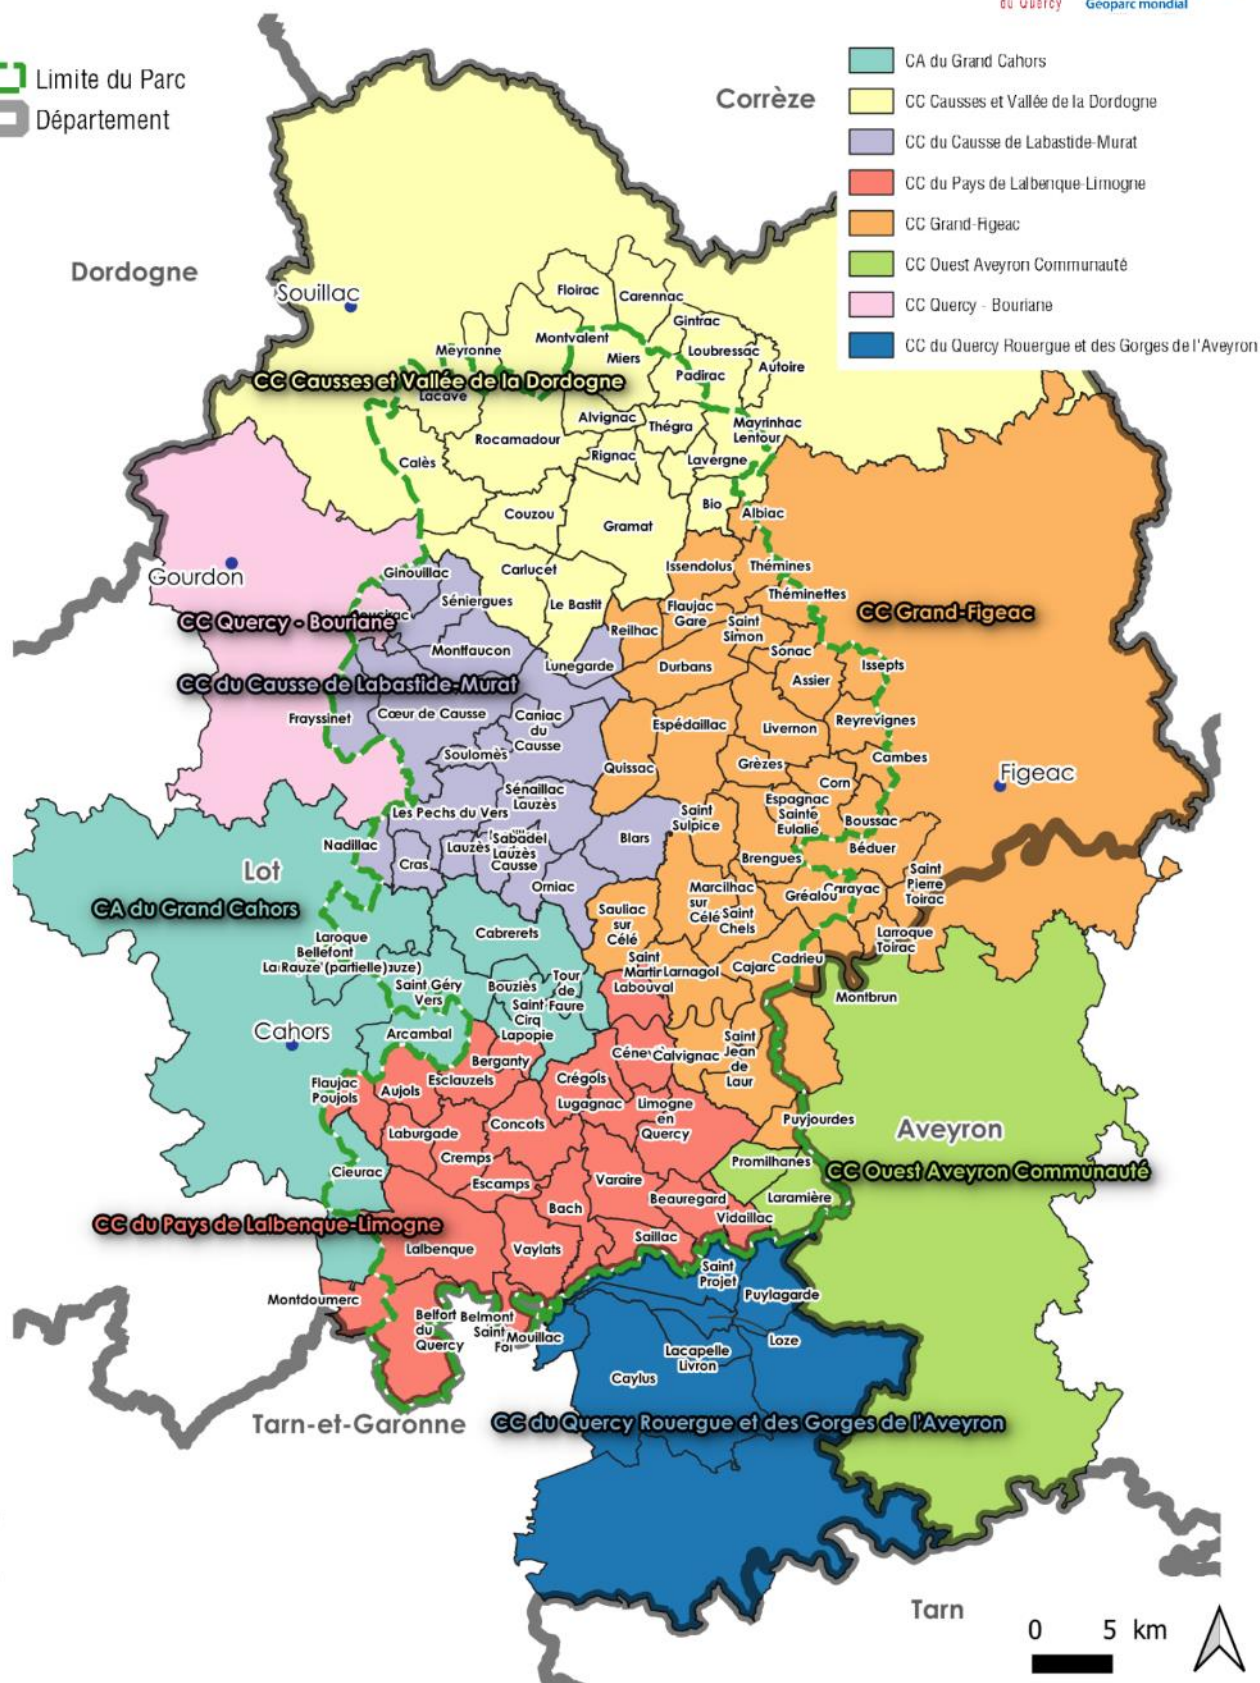 du Quercy
Géoparc mondial
Limite du Parc
Département
CA du Grand Cahors
CC Causses et Vallée de la Dordogne
CC du Causse de Labastide-Murat
CC du Pays de Lalbenque-Limogne
CC Grand-Figeac
CC Ouest Aveyron Communauté
CC Quercy - Bouriane
CC du Quercy Rouergue et des Gorges de l'Aveyron
Corrèze
Dordogne
Souillac
Floirac
Carennac
Gintrac
Montvalent
Meyronne
Miers
Loubressac
Autoire
Padirac
CC Causses et Vallée de la Dordogne
Lacave
Alvignac
Thégra
Mayrinhac
Lentour
Rocamadour
Rignac
Lavergne
Calès
Bio
Couzou
Gramat
Albiac
Gourdon
Ginouillac
Carlucet
Issendolus
Thémines
Séniergues
Le Bastit
Théminettes
Flaujac
Gare
CC Quercy - Bouriane
Reilhac
Saint
Simon
CC Grand-Figeac
Montfaucon
Sonac
Lunegarde
Durbans
Issepts
CC du Causse de Labastide-Murat
Assier
Frayssinet
Cœur de Causse
Caniac
du
Causse
Espédaillac
Livernon
Reyrevignes
Soulomès
Cambes
Quissac
Grèzes
Figeac
Corn
Sénaillac
Lauzès
Les Pechs du Vers
Espagnac
Sainte
Eulalie
Saint
Sulpice
Boussac
Nadillac
Lauzès
Sabadel
Lauzès
Causse
Blars
Béduer
Cras
Brengues
Lot
Orniac
Marcilhac
sur
Célé
Gréalou
Carayac
Saint
Pierre
Toirac
CA du Grand Cahors
Sauliac
sur
Célé
Saint
Chels
Cabrerets
Larroque
Toirac
Laroque
Bellefont
La Rauze (partielle)
Saint
Martin
Labouval
Larnagol
Cajarc
Cadrieu
Saint Géry
Vers
Bouziès
Tour
de
Faure
Montbrun
Saint
Cirq
Lapopie
Cahors
Arcambal
Berganty
Calvignac
Saint
Jean
de
Laur
Flaujac
Poujols
Aujols
Esclauzels
Crégols
Lugagnac
Limogne
en
Quercy
Concots
Puyjourdes
Aveyron
Laburgade
Cremps
Promilhanes
Cieurac
Escamps
Varaire
CC Ouest Aveyron Communauté
Beauregard
Laramière
Bach
Vidaillac
CC du Pays de Lalbenque-Limogne
Saillac
Lalbenque
Vaylats
Saint
Projet
Montdoumerc
Puylagarde
Belfort
du
Quercy
Belmont
Saint
Foi
Mouillac
Loze
Lacapelle
Livron
Caylus
Tarn-et-Garonne
CC du Quercy Rouergue et des Gorges de l'Aveyron
Tarn
0 5 km